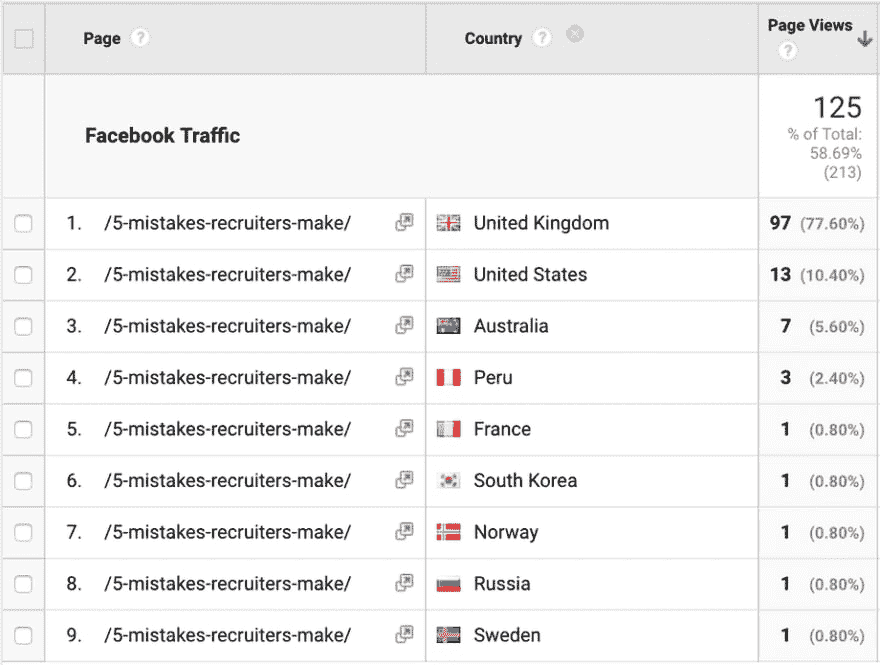 Page ? Country ? Page Views ?
Facebook Traffic
125
% of Total:
58.69%
(213)
1. /5-mistakes-recruiters-make/ United Kingdom 97 (77.60%)
2. /5-mistakes-recruiters-make/ United States 13 (10.40%)
3. /5-mistakes-recruiters-make/ Australia 7 (5.60%)
4. /5-mistakes-recruiters-make/ Peru 3 (2.40%)
5. /5-mistakes-recruiters-make/ France 1 (0.80%)
6. /5-mistakes-recruiters-make/ South Korea 1 (0.80%)
7. /5-mistakes-recruiters-make/ Norway 1 (0.80%)
8. /5-mistakes-recruiters-make/ Russia 1 (0.80%)
9. /5-mistakes-recruiters-make/ Sweden 1 (0.80%)